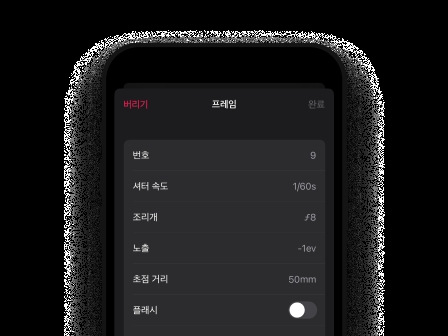 버리기 프레임 완료
번호 9
셔터 속도 1/60s
조리개 𝑓8
노출 -1ev
초점 거리 50mm
플래시